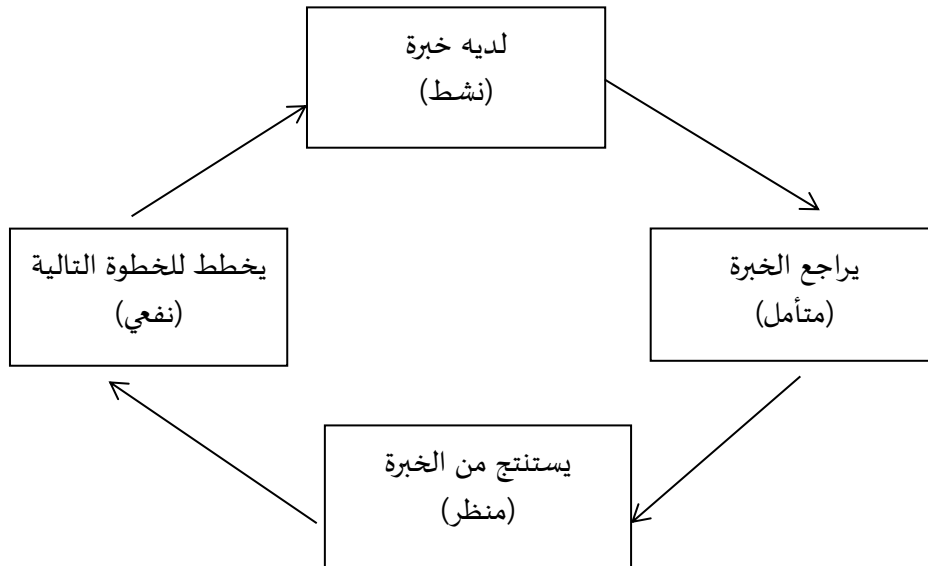 لديه خبرة
(نشط)
يراجع الخبرة
(متأمل)
يستنتج من الخبرة
(منظر)
يخطط للخطوة التالية
(نفعي)